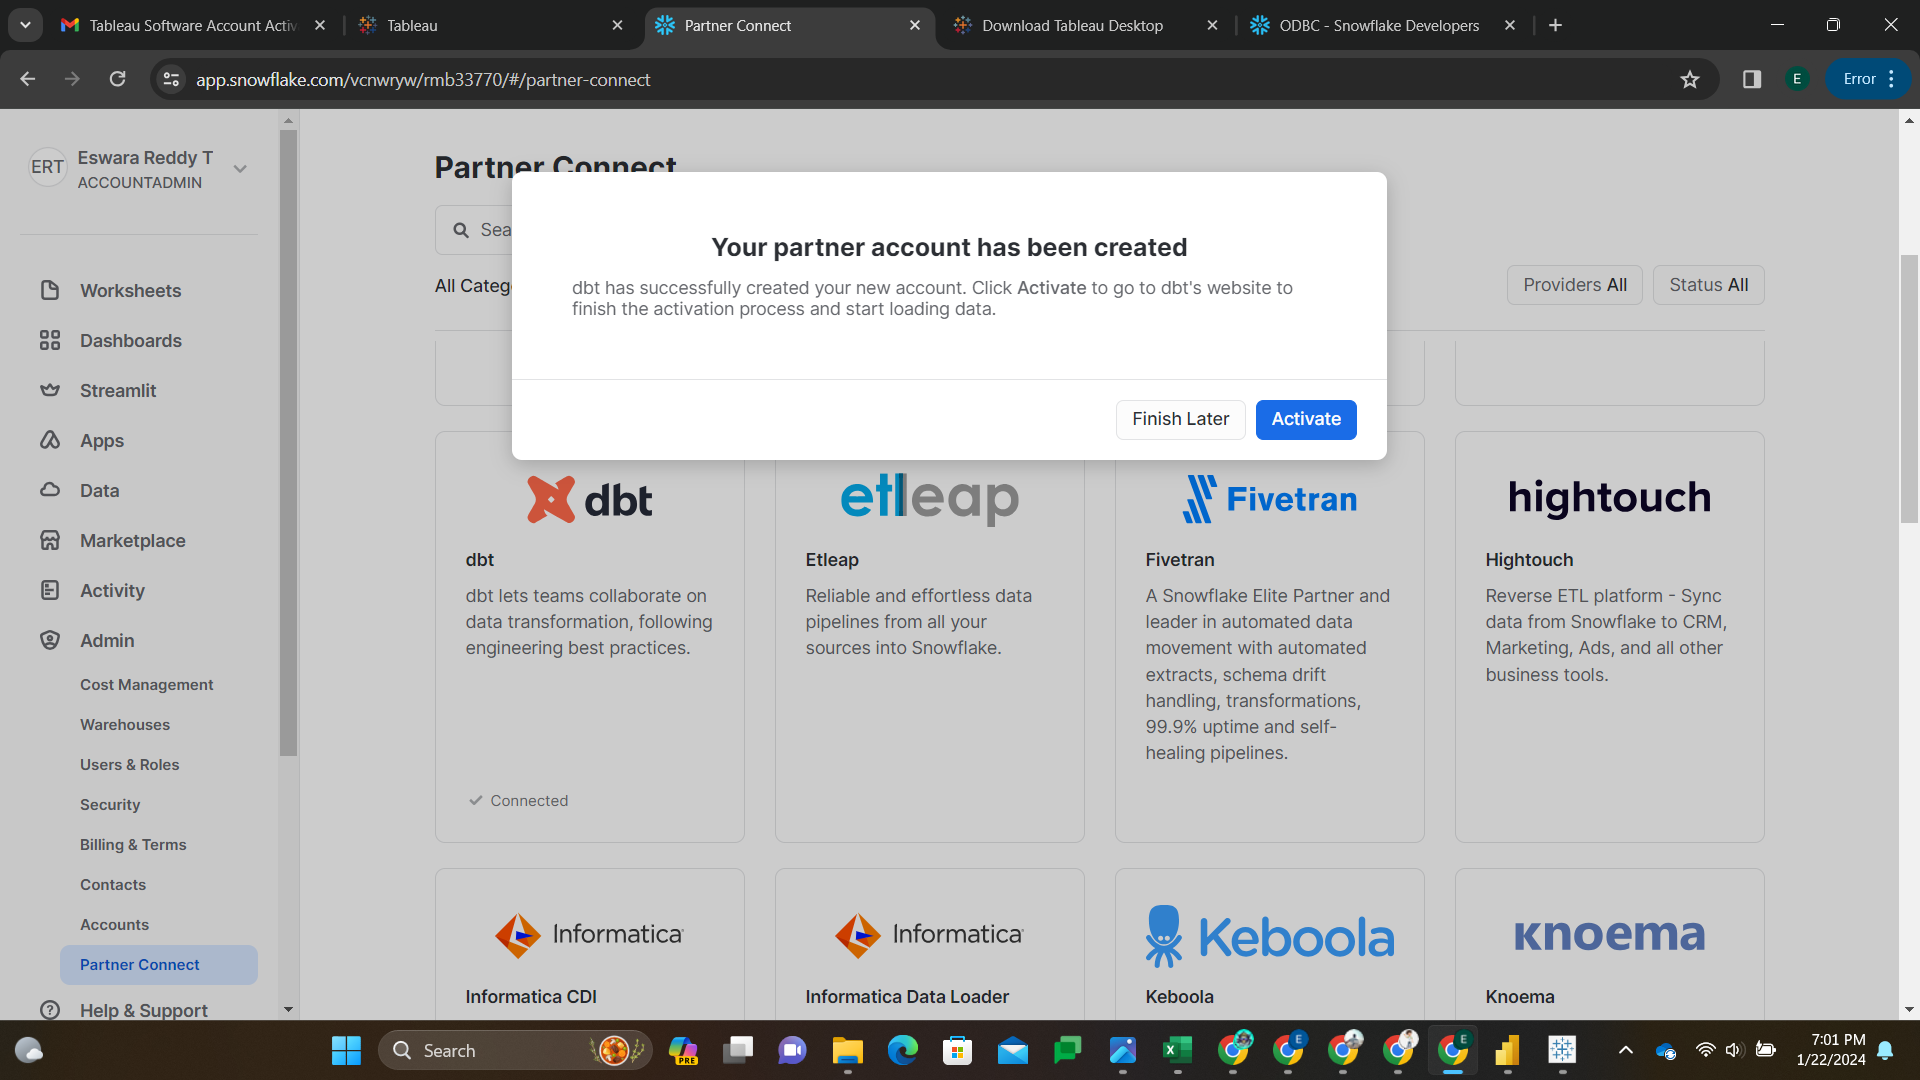 Tableau Software Account Activ
Tableau
Partner Connect
Download Tableau Desktop
ODBC - Snowflake Developers
app.snowflake.com/vcnwryw/rmb33770/#/partner-connect
E
Error
ERT
Eswara Reddy T
ACCOUNTADMIN
Worksheets
Dashboards
Streamlit
Apps
Data
Marketplace
Activity
Admin
Cost Management
Warehouses
Users & Roles
Security
Billing & Terms
Contacts
Accounts
Partner Connect
Help & Support
Partner Connect
Sea
All Categ
Providers All
Status All
Your partner account has been created
dbt has successfully created your new account. Click Activate to go to dbt's website to
finish the activation process and start loading data.
Finish Later
Activate
dbt
dbt
dbt lets teams collaborate on
data transformation, following
engineering best practices.
Connected
etleap
Etleap
Reliable and effortless data
pipelines from all your
sources into Snowflake.
Fivetran
Fivetran
A Snowflake Elite Partner and
leader in automated data
movement with automated
extracts, schema drift
handling, transformations,
99.9% uptime and self-
healing pipelines.
hightouch
Hightouch
Reverse ETL platform - Sync
data from Snowflake to CRM,
Marketing, Ads, and all other
business tools.
Informatica
Informatica CDI
Informatica
Informatica Data Loader
Keboola
Keboola
knoema
Knoema
Search
PRE
E
E
7:01 PM
1/22/2024